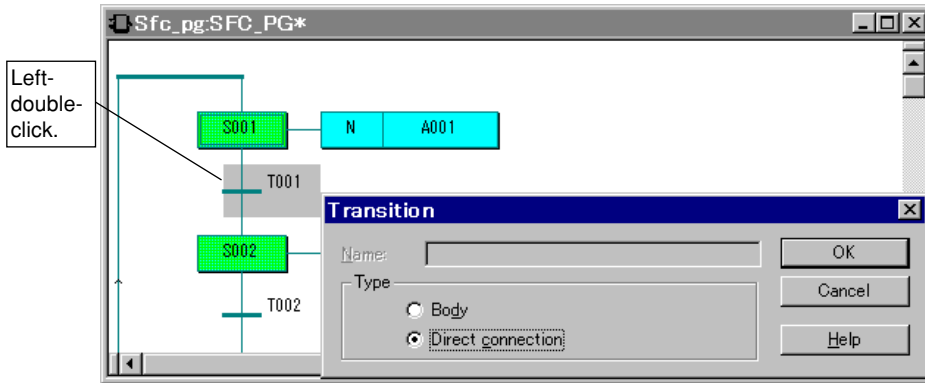 Sfc_pg:SFC_PG*
Left-
double-
click.
S001
N
A001
T001
Transition
S002
Name:
OK
Type
Cancel
T002
Body
Direct connection
Help